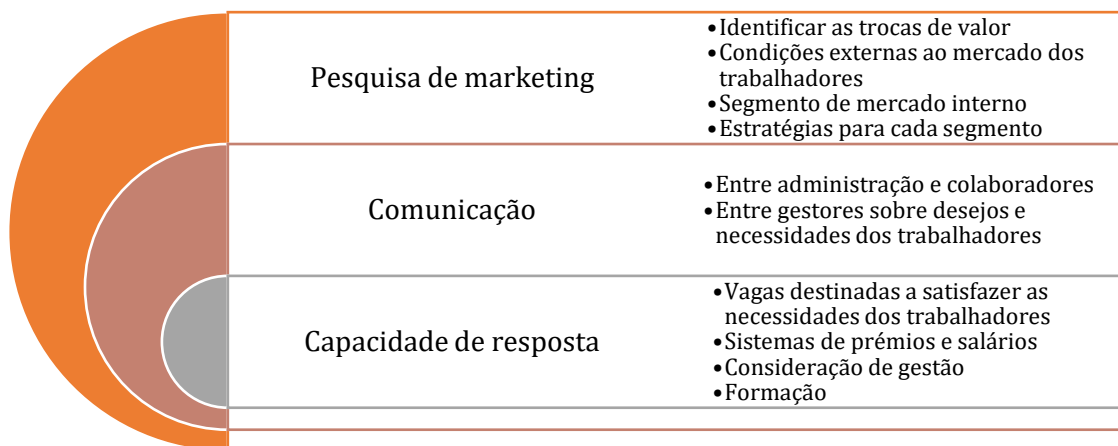 Pesquisa de marketing
•Identificar as trocas de valor
•Condições externas ao mercado dos
trabalhadores
•Segmento de mercado interno
•Estratégias para cada segmento
Comunicação
•Entre administração e colaboradores
•Entre gestores sobre desejos e
necessidades dos trabalhadores
Capacidade de resposta
•Vagas destinadas a satisfazer as
necessidades dos trabalhadores
•Sistemas de prémios e salários
•Consideração de gestão
•Formação